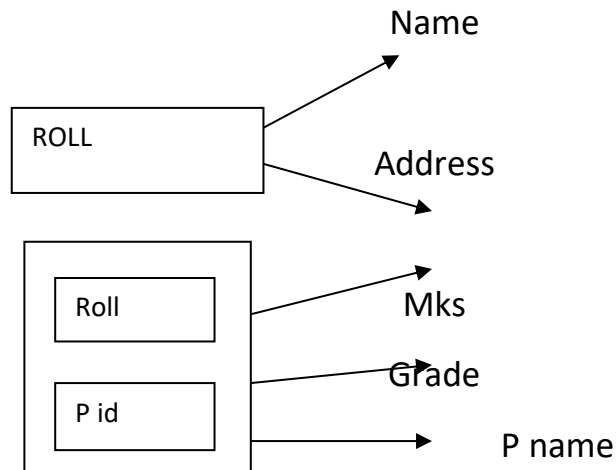 Name
ROLL
Address
Roll
Mks
Grade
P id
P name